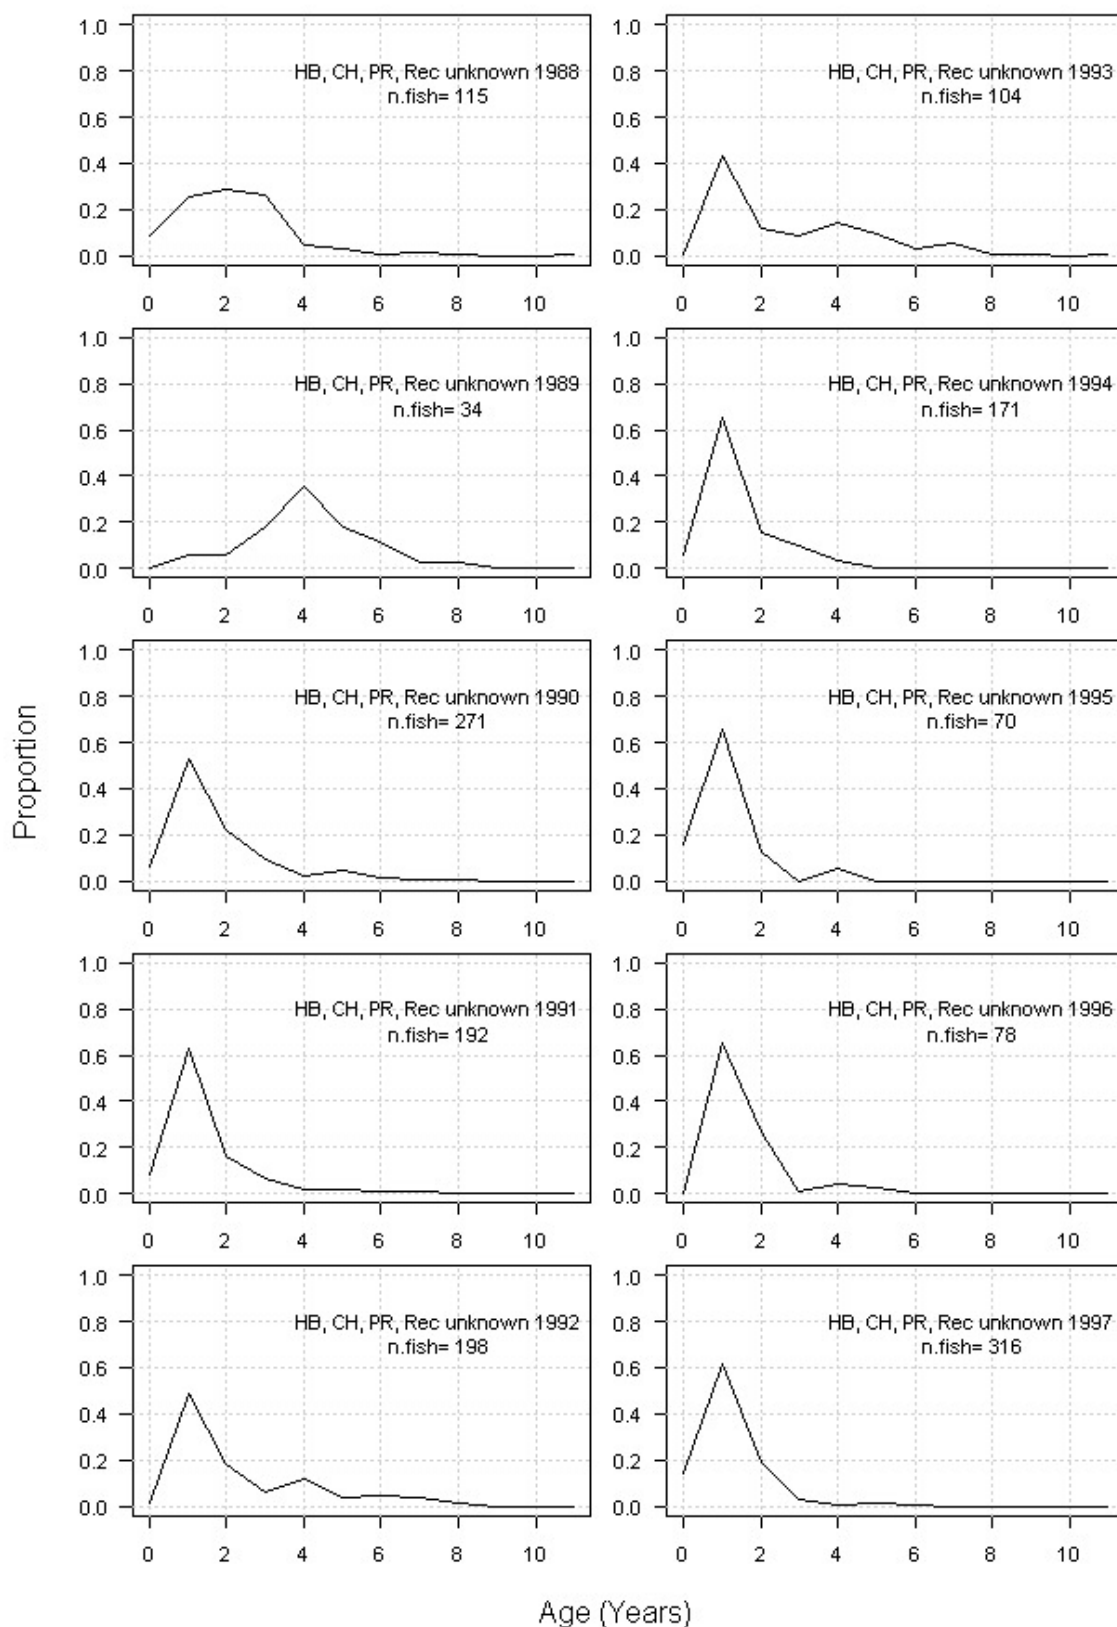 1.0
0.8
0.6
0.4
0.2
0.0
HB, CH, PR, Rec unknown 1988
n.fish= 115
0 2 4 6 8 10
1.0
0.8
0.6
0.4
0.2
0.0
HB, CH, PR, Rec unknown 1993
n.fish= 104
0 2 4 6 8 10
1.0
0.8
0.6
0.4
0.2
0.0
HB, CH, PR, Rec unknown 1989
n.fish= 34
0 2 4 6 8 10
1.0
0.8
0.6
0.4
0.2
0.0
HB, CH, PR, Rec unknown 1994
n.fish= 171
0 2 4 6 8 10
Proportion
1.0
0.8
0.6
0.4
0.2
0.0
HB, CH, PR, Rec unknown 1990
n.fish= 271
0 2 4 6 8 10
1.0
0.8
0.6
0.4
0.2
0.0
HB, CH, PR, Rec unknown 1995
n.fish= 70
0 2 4 6 8 10
1.0
0.8
0.6
0.4
0.2
0.0
HB, CH, PR, Rec unknown 1991
n.fish= 192
0 2 4 6 8 10
1.0
0.8
0.6
0.4
0.2
0.0
HB, CH, PR, Rec unknown 1996
n.fish= 78
0 2 4 6 8 10
1.0
0.8
0.6
0.4
0.2
0.0
HB, CH, PR, Rec unknown 1992
n.fish= 198
0 2 4 6 8 10
1.0
0.8
0.6
0.4
0.2
0.0
HB, CH, PR, Rec unknown 1997
n.fish= 316
0 2 4 6 8 10
Age (Years)